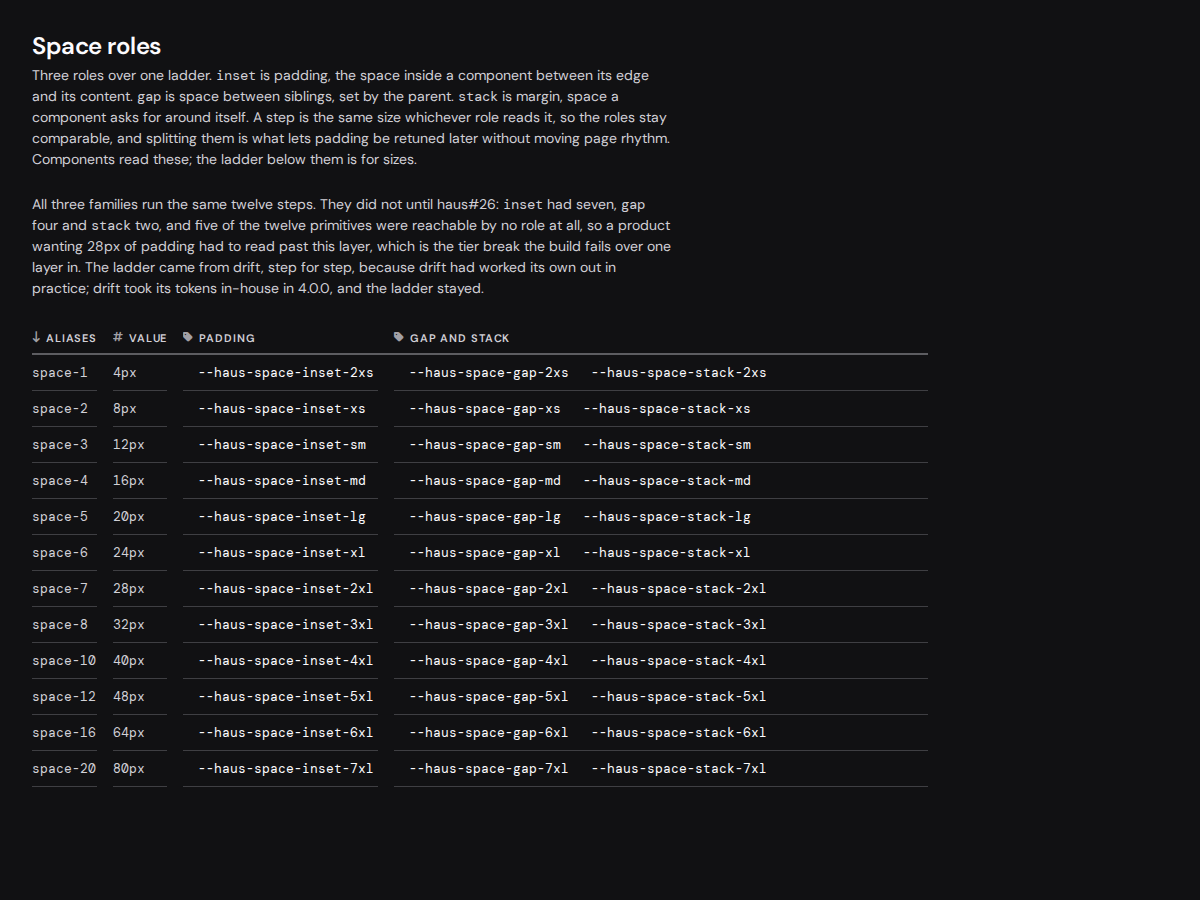 Space roles
Three roles over one ladder. inset is padding, the space inside a component between its edge
and its content. gap is space between siblings, set by the parent. stack is margin, space a
component asks for around itself. A step is the same size whichever role reads it, so the roles stay
comparable, and splitting them is what lets padding be retuned later without moving page rhythm.
Components read these; the ladder below them is for sizes.
All three families run the same twelve steps. They did not until haus#26: inset had seven, gap
four and stack two, and five of the twelve primitives were reachable by no role at all, so a product
wanting 28px of padding had to read past this layer, which is the tier break the build fails over one
layer in. The ladder came from drift, step for step, because drift had worked its own out in
practice; drift took its tokens in-house in 4.0.0, and the ladder stayed.
↓ ALIASES # VALUE PADDING GAP AND STACK
space-1 4px --haus-space-inset-2xs --haus-space-gap-2xs --haus-space-stack-2xs
space-2 8px --haus-space-inset-xs --haus-space-gap-xs --haus-space-stack-xs
space-3 12px --haus-space-inset-sm --haus-space-gap-sm --haus-space-stack-sm
space-4 16px --haus-space-inset-md --haus-space-gap-md --haus-space-stack-md
space-5 20px --haus-space-inset-lg --haus-space-gap-lg --haus-space-stack-lg
space-6 24px --haus-space-inset-xl --haus-space-gap-xl --haus-space-stack-xl
space-7 28px --haus-space-inset-2xl --haus-space-gap-2xl --haus-space-stack-2xl
space-8 32px --haus-space-inset-3xl --haus-space-gap-3xl --haus-space-stack-3xl
space-10 40px --haus-space-inset-4xl --haus-space-gap-4xl --haus-space-stack-4xl
space-12 48px --haus-space-inset-5xl --haus-space-gap-5xl --haus-space-stack-5xl
space-16 64px --haus-space-inset-6xl --haus-space-gap-6xl --haus-space-stack-6xl
space-20 80px --haus-space-inset-7xl --haus-space-gap-7xl --haus-space-stack-7xl